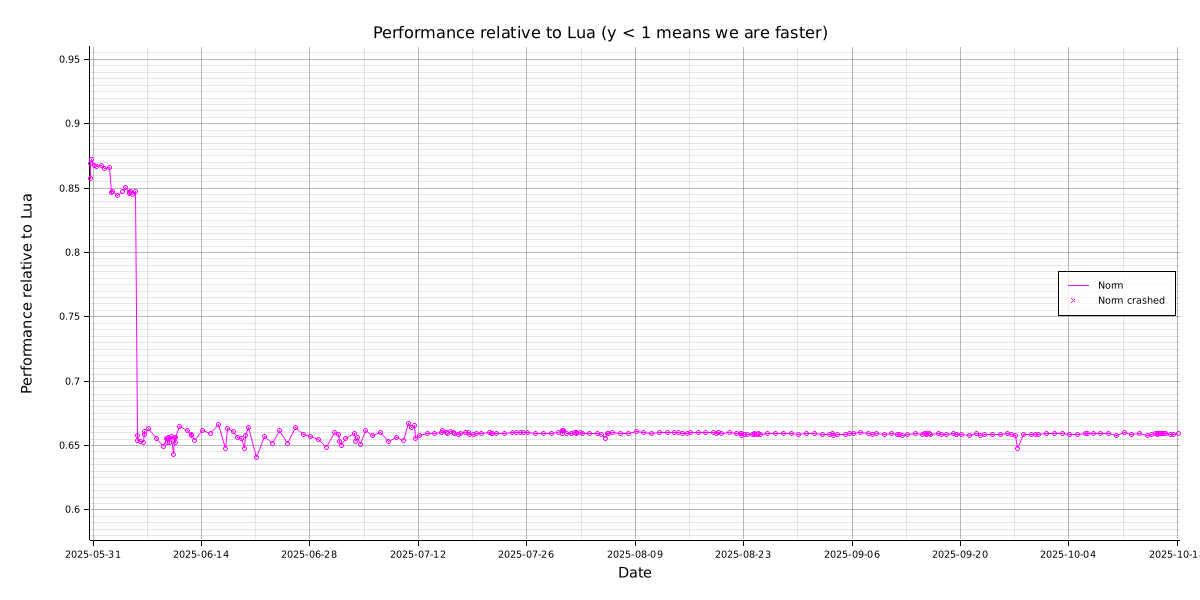 Performance relative to Lua (y < 1 means we are faster)
0.95
0.9
0.85
0.8
0.75
0.7
0.65
0.6
Performance relative to Lua
Norm
Norm crashed
2025-05-31 2025-06-14 2025-06-28 2025-07-12 2025-07-26 2025-08-09 2025-08-23 2025-09-06 2025-09-20 2025-10-04 2025-10-1
Date